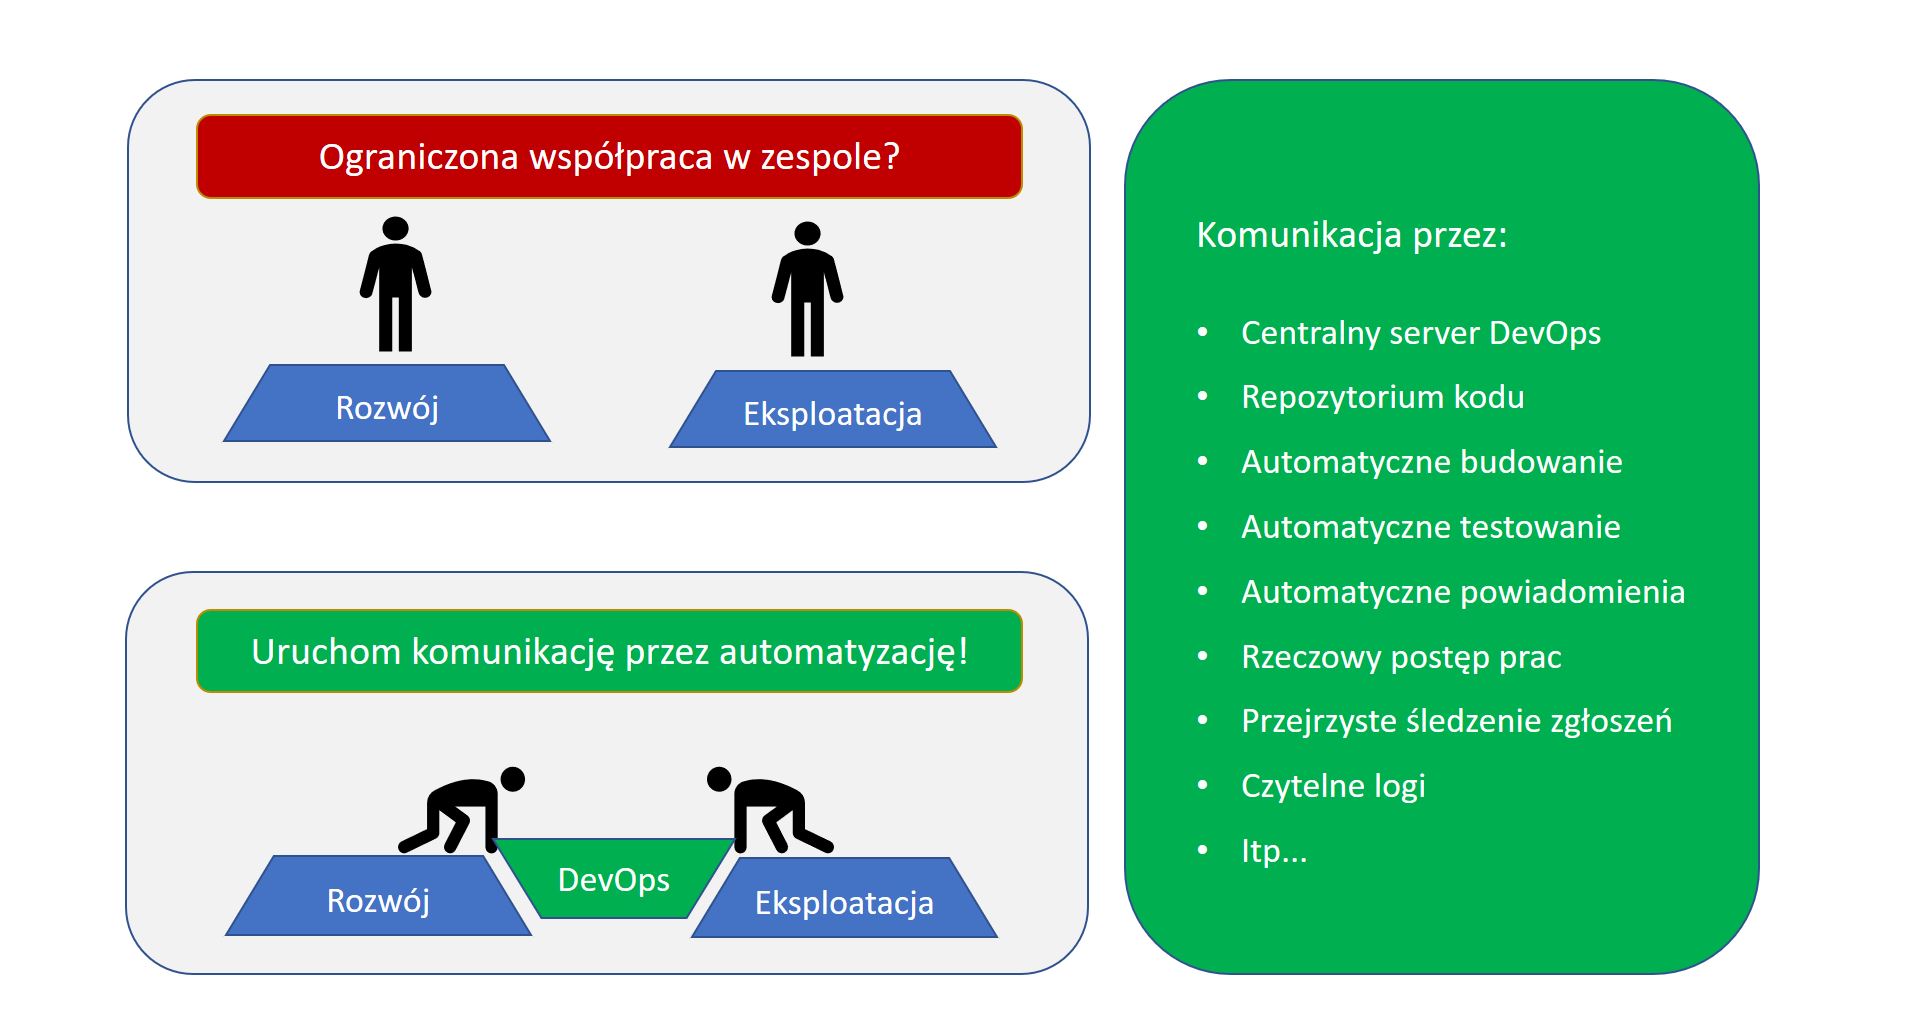 Ograniczona współpraca w zespole?
Rozwój
Eksploatacja
Uruchom komunikację przez automatyzację!
Rozwój
DevOps
Eksploatacja
Komunikacja przez:
• Centralny server DevOps
• Repozytorium kodu
• Automatyczne budowanie
• Automatyczne testowanie
• Automatyczne powiadomienia
• Rzeczowy postęp prac
• Przejrzyste śledzenie zgłoszeń
• Czytelne logi
• Itp...